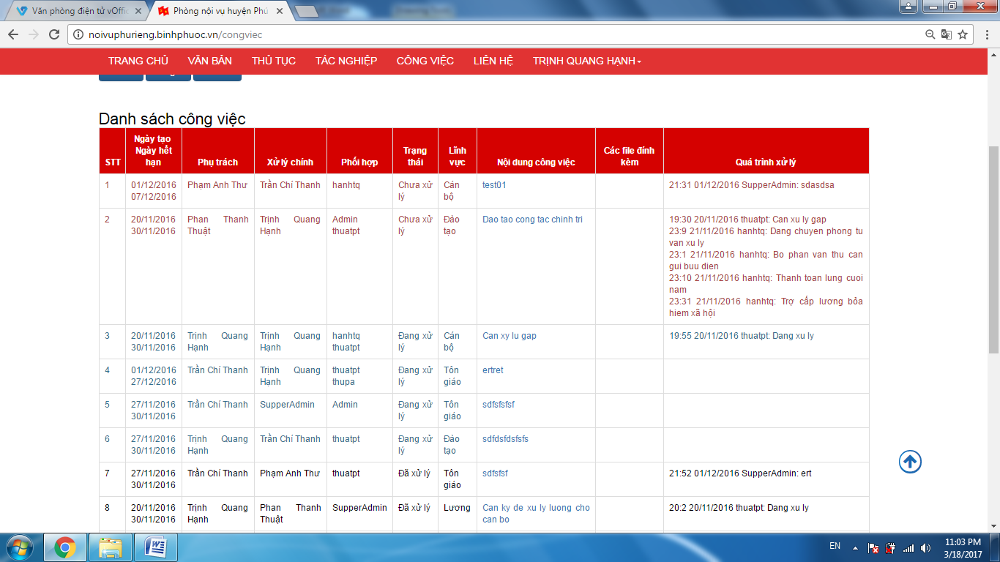 Văn phòng điện tử vOffic
Phòng nội vụ huyện Phú
noivuphurieng.binhphuoc.vn/congviec
TRANG CHỦ VĂN BẢN THỦ TỤC TÁC NGHIỆP CÔNG VIỆC LIÊN HỆ TRỊNH QUANG HẠNH
Danh sách công việc
STT
Ngày tạo
Ngày hết
hạn
Phụ trách
Xử lý chính
Phối hợp
Trạng
thái
Lĩnh
vực
Nội dung công việc
Các file đính
kèm
Quá trình xử lý
1
01/12/2016
07/12/2016
Phạm Anh Thư
Trần Chí Thanh
hanhtq
Chưa xử
lý
Cán
bộ
test01
21:31 01/12/2016 SupperAdmin: sdasdsa
2
20/11/2016
30/11/2016
Phan Thanh
Thuật
Trịnh Quang
Hạnh
Admin
thuatpt
Chưa xử
lý
Đào
tạo
Dao tao cong tac chinh tri
19:30 20/11/2016 thuatpt: Can xu ly gap
23:9 21/11/2016 hanhtq: Dang chuyen phong tu
van xu ly
23:1 21/11/2016 hanhtq: Bo phan van thu can
gui buu dien
23:10 21/11/2016 hanhtq: Thanh toan lung cuoi
nam
23:31 21/11/2016 hanhtq: Trợ cấp lương bỏa
hiem xã hội
3
20/11/2016
30/11/2016
Trịnh Quang
Hạnh
Trịnh Quang
Hạnh
hanhtq
thuatpt
Đang xử
lý
Cán
bộ
Can xy lu gap
19:55 20/11/2016 thuatpt: Dang xu ly
4
01/12/2016
27/12/2016
Trần Chí Thanh
Trịnh Quang
Hạnh
thuatpt
thupa
Đang xử
lý
Tôn
giáo
ertret
5
27/11/2016
30/11/2016
Trần Chí Thanh
SupperAdmin
Admin
Đang xử
lý
Tôn
giáo
sdfsfsfsf
6
27/11/2016
30/11/2016
Trịnh Quang
Hạnh
Trần Chí Thanh
thuatpt
Đang xử
lý
Đào
tạo
sdfdsfdsfsfs
7
27/11/2016
30/11/2016
Trần Chí Thanh
Phạm Anh Thư
thuatpt
Đã xử lý
Tôn
giáo
sdfsfsf
21:52 01/12/2016 SupperAdmin: ert
8
20/11/2016
30/11/2016
Trịnh Quang
Hạnh
Phan Thanh
Thuật
SupperAdmin
Đã xử lý
Lương
Can ky de xu ly luong cho
can bo
20:2 20/11/2016 thuatpt: Dang xu ly
EN
11:03 PM
3/18/2017